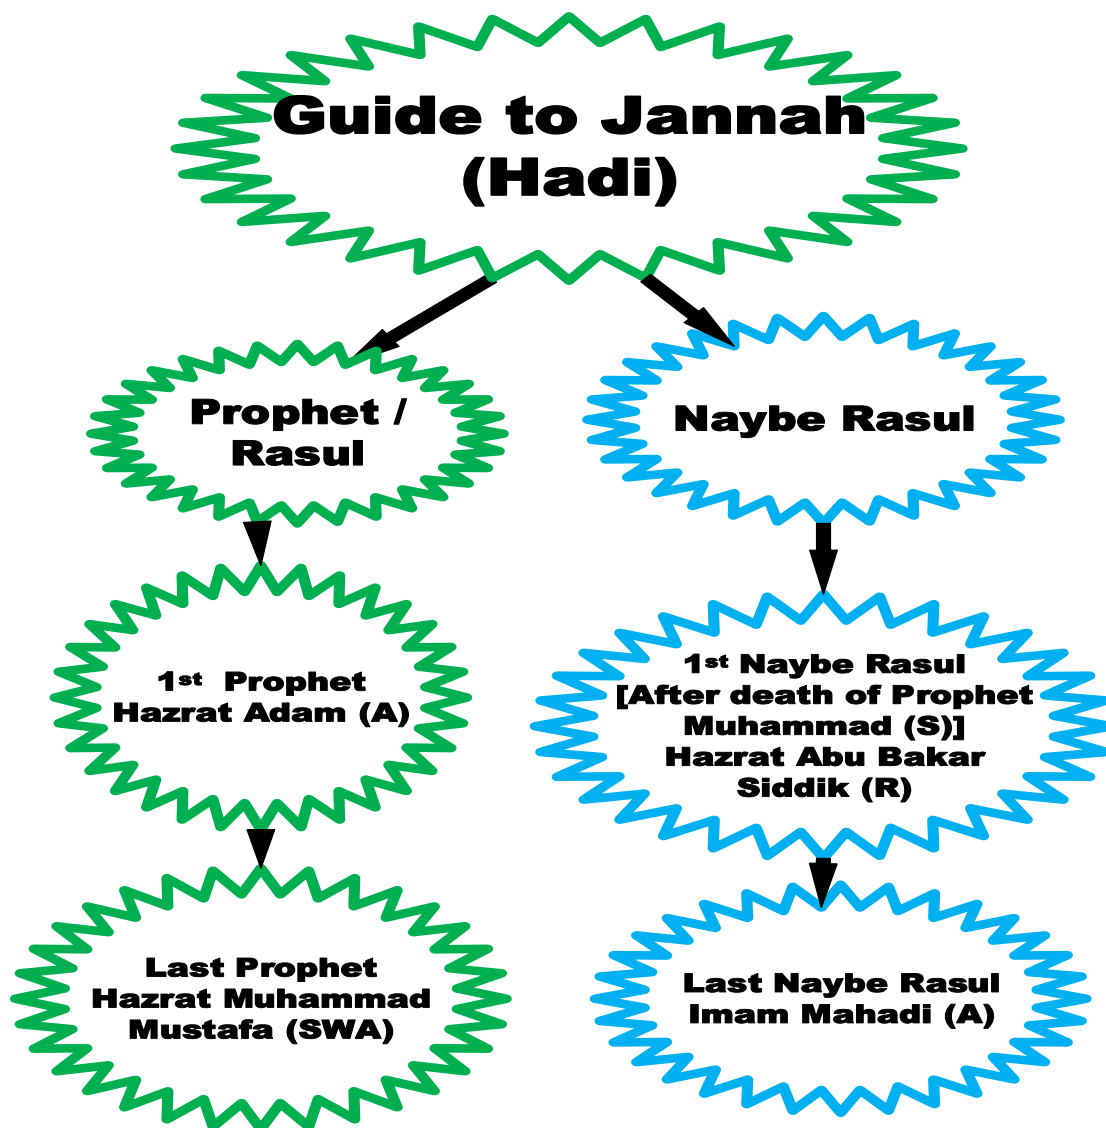 Guide to Jannah
(Hadi)
Prophet /
Rasul
Naybe Rasul
1st Prophet
Hazrat Adam (A)
1st Naybe Rasul
[After death of Prophet
Muhammad (S)]
Hazrat Abu Bakar
Siddik (R)
Last Prophet
Hazrat Muhammad
Mustafa (SWA)
Last Naybe Rasul
Imam Mahadi (A)